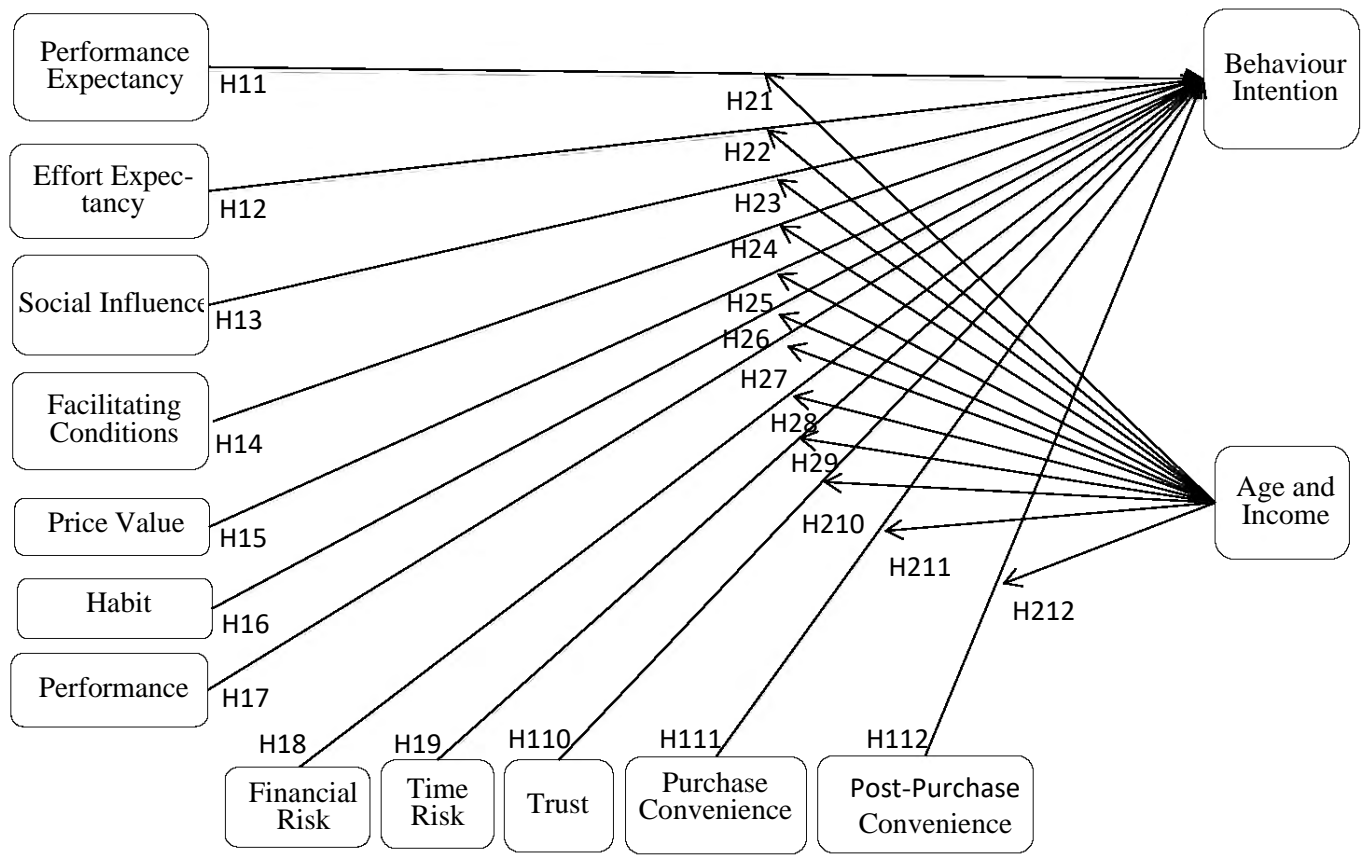 Performance
Expectancy
H11
Behaviour
Intention
H21
Effort Expec-
tancy
H12
H22
Social Influence
H13
H23
Facilitating
Conditions
H14
H24
Price Value
H15
H25
Habit
H16
H26
Performance
H17
H27
H28
H29
H210
H211
H212
Age and
Income
H18
H19
H110
H111
H112
Financial
Risk
Time
Risk
Trust
Purchase
Convenience
Post-Purchase
Convenience